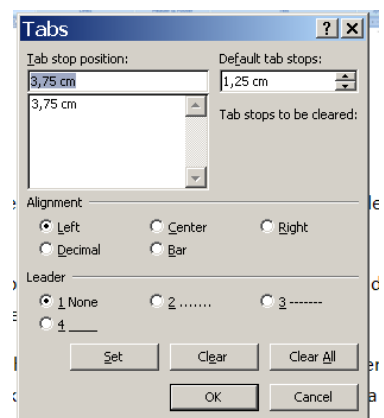 Tabs
Tab stop position:
Default tab stops:
3,75 cm
1,25 cm
3,75 cm
Tab stops to be cleared:
Alignment
Left Center Right
Decimal Bar
Leader
1 None 2 ....... 3 -------
4 ____
Set Clear Clear All
OK Cancel